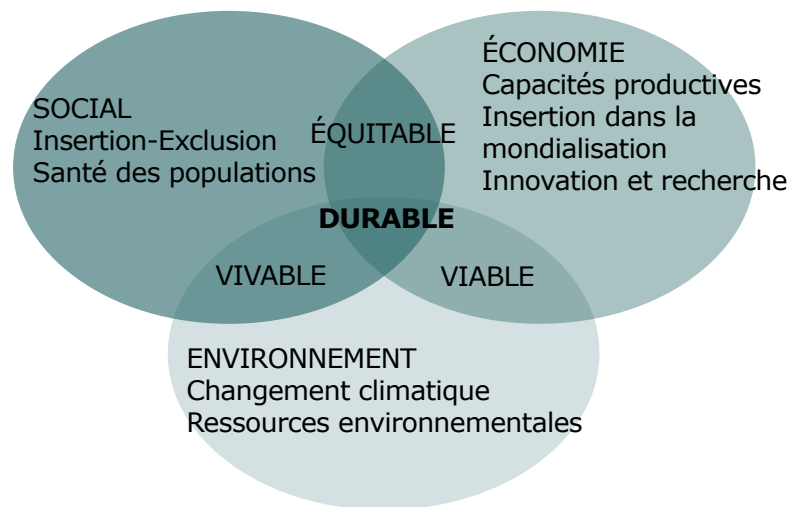 SOCIAL
Insertion-Exclusion
Santé des populations
ÉQUITABLE
ÉCONOMIE
Capacités productives
Insertion dans la
mondialisation
Innovation et recherche
DURABLE
VIVABLE
VIABLE
ENVIRONNEMENT
Changement climatique
Ressources environnementales